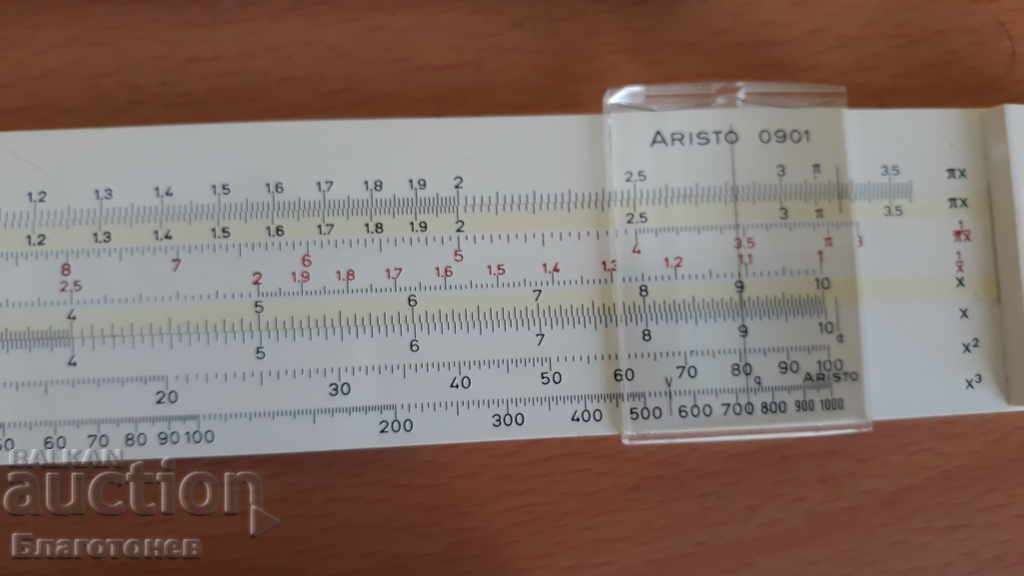 ARISTO 0901
1.2 1.3 1.4 1.5 1.6 1.7 1.8 1.9 2 2.5 3 π 3.5 πx
1.2 1.3 1.4 1.5 1.6 1.7 1.8 1.9 2 2.5 3 π 3.5 πx
8 7 6 5 4 3.5 π 3 1/πx
2.5 2 1.9 1.8 1.7 1.6 1.5 1.4 1.3 1.2 1.1 1 1/x
4 5 6 7 8 9 10 x
4 5 6 7 8 9 10 x
20 30 40 50 60 70 80 90 100 x²
ARISTO
50 60 70 80 90 100 200 300 400 500 600 700 800 900 1000 x³
BALKAN
auction
Благотонев